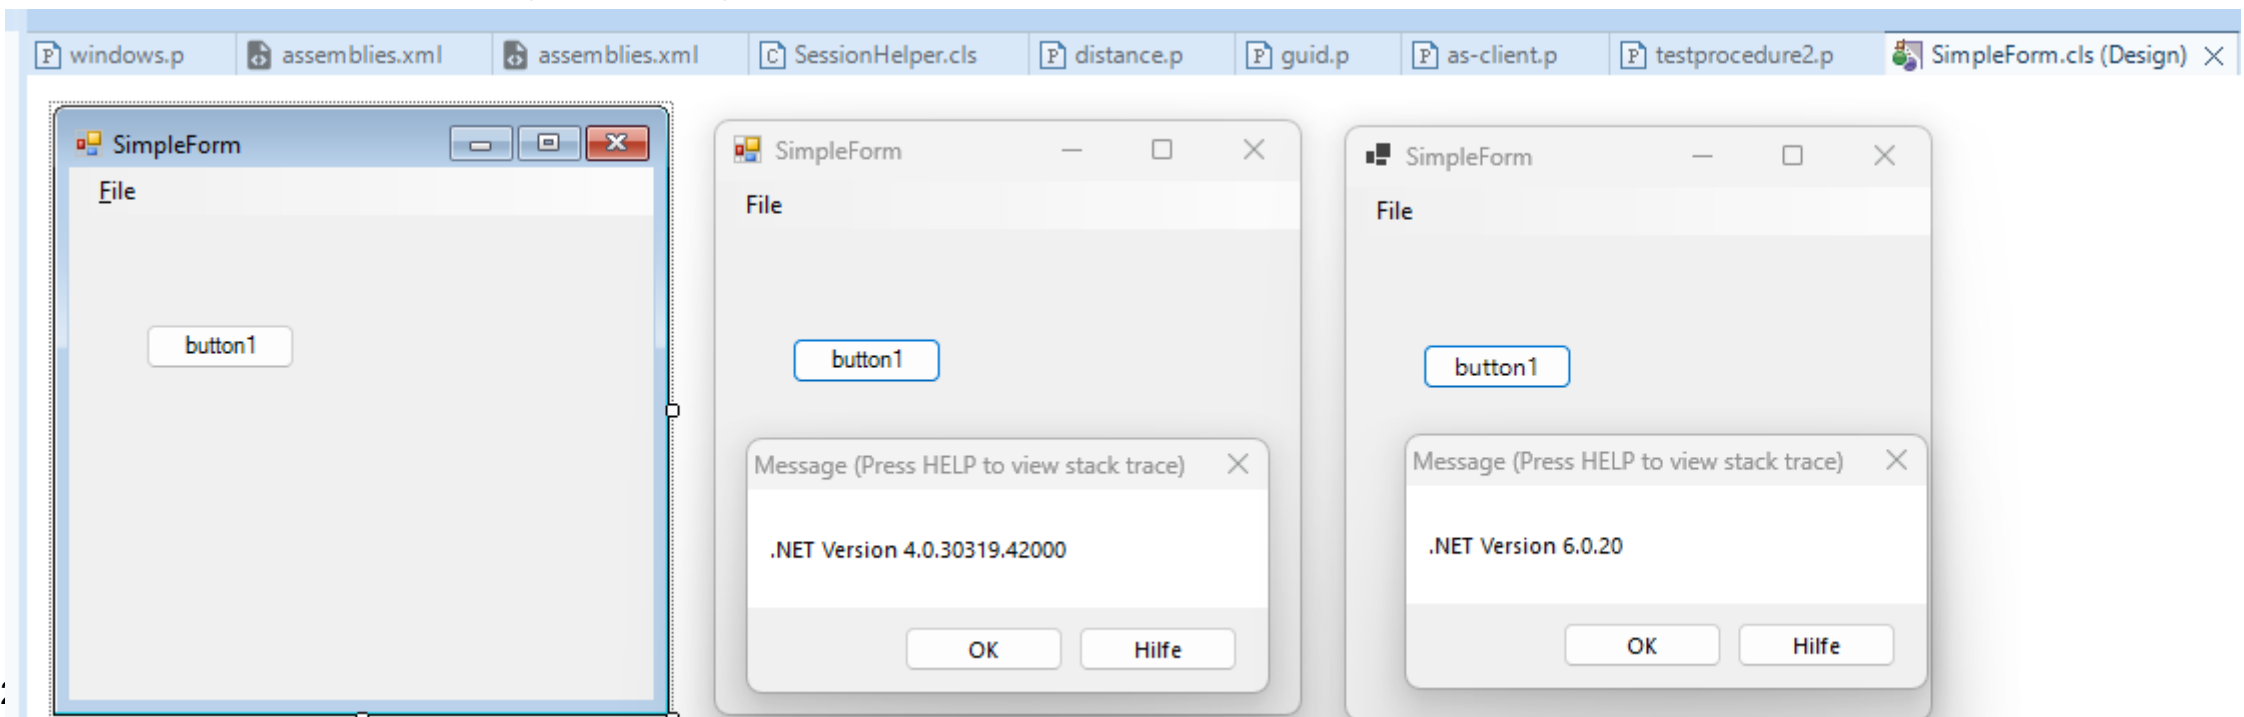 windows.p assemblies.xml assemblies.xml SessionHelper.cls distance.p guid.p as-client.p testprocedure2.p SimpleForm.cls (Design)
SimpleForm
File
button1
SimpleForm
File
button1
Message (Press HELP to view stack trace)
.NET Version 4.0.30319.42000
OK Hilfe
SimpleForm
File
button1
Message (Press HELP to view stack trace)
.NET Version 6.0.20
OK Hilfe